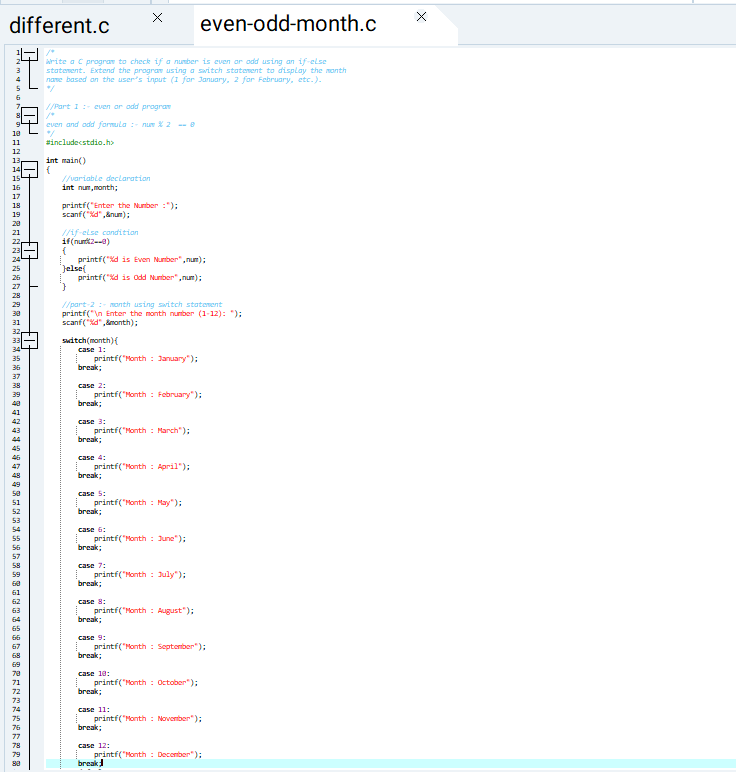 different.c
even-odd-month.c
1 /*
2 Write a C program to check if a number is even or odd using an if-else
3 statement. Extend the program using a switch statement to display the month
4 name based on the user's input (1 for January, 2 for February, etc.).
5 */
6
7 //Part 1 :- even or odd program
8 /*
9 even and add formula :- num % 2 == 0
10 */
11 #include<stdio.h>
12
13 int main()
14 {
15 //variable declaration
16 int num,month;
17
18 printf("Enter the Number :");
19 scanf("%d",&num);
20
21 //if-else condition
22 if(num%2==0)
23 {
24 printf("%d is Even Number",num);
25 }else{
26 printf("%d is Odd Number",num);
27 }
28
29 //part-2 :- month using switch statement
30 printf("\n Enter the month number (1-12): ");
31 scanf("%d",&month);
32
33 switch(month){
34 case 1:
35 printf("Month : January");
36 break;
37
38 case 2:
39 printf("Month : February");
40 break;
41
42 case 3:
43 printf("Month : March");
44 break;
45
46 case 4:
47 printf("Month : April");
48 break;
49
50 case 5:
51 printf("Month : May");
52 break;
53
54 case 6:
55 printf("Month : June");
56 break;
57
58 case 7:
59 printf("Month : July");
60 break;
61
62 case 8:
63 printf("Month : August");
64 break;
65
66 case 9:
67 printf("Month : September");
68 break;
69
70 case 10:
71 printf("Month : October");
72 break;
73
74 case 11:
75 printf("Month : November");
76 break;
77
78 case 12:
79 printf("Month : December");
80 break;